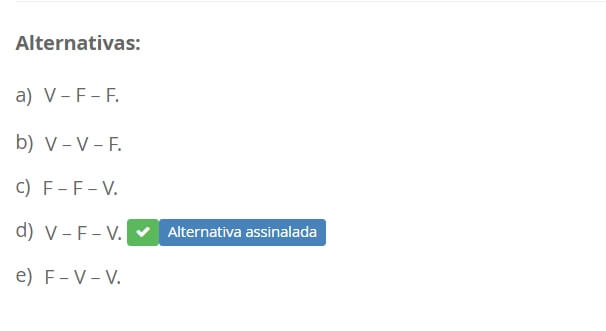 Alternativas:
a) V – F – F.
b) V – V – F.
c) F – F – V.
d) V – F – V. Alternativa assinalada
e) F – V – V.